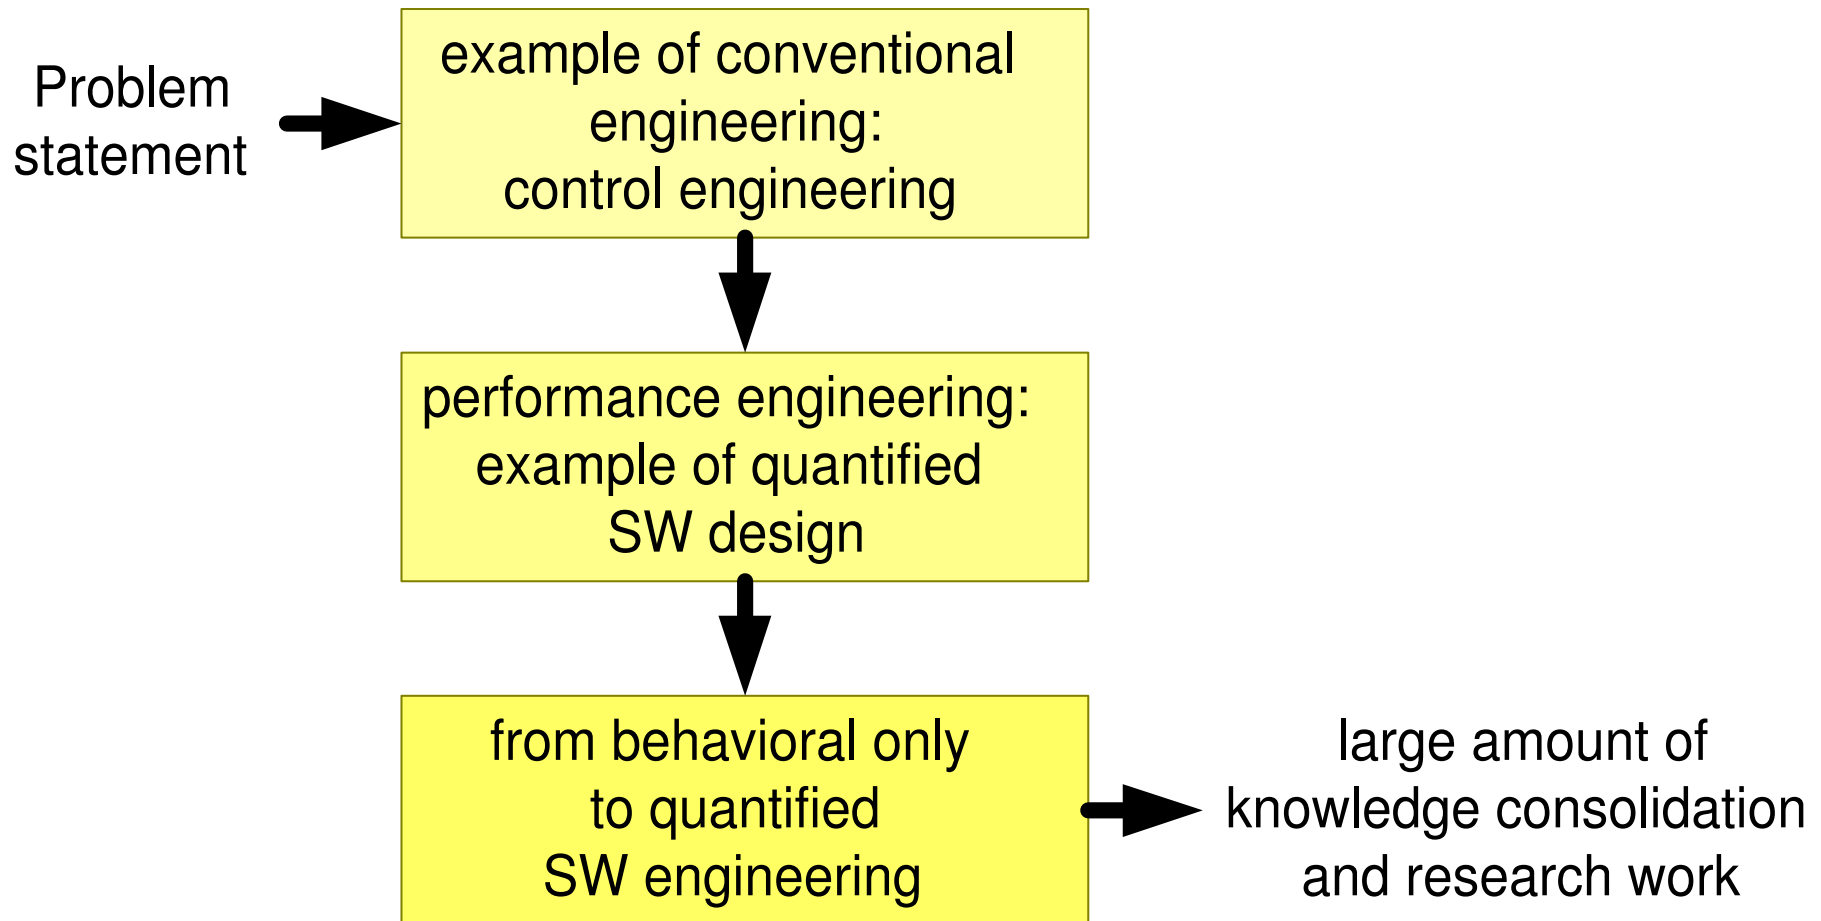 Problem
statement
example of conventional
engineering:
control engineering
performance engineering:
example of quantified
SW design
from behavioral only
to quantified
SW engineering
large amount of
knowledge consolidation
and research work